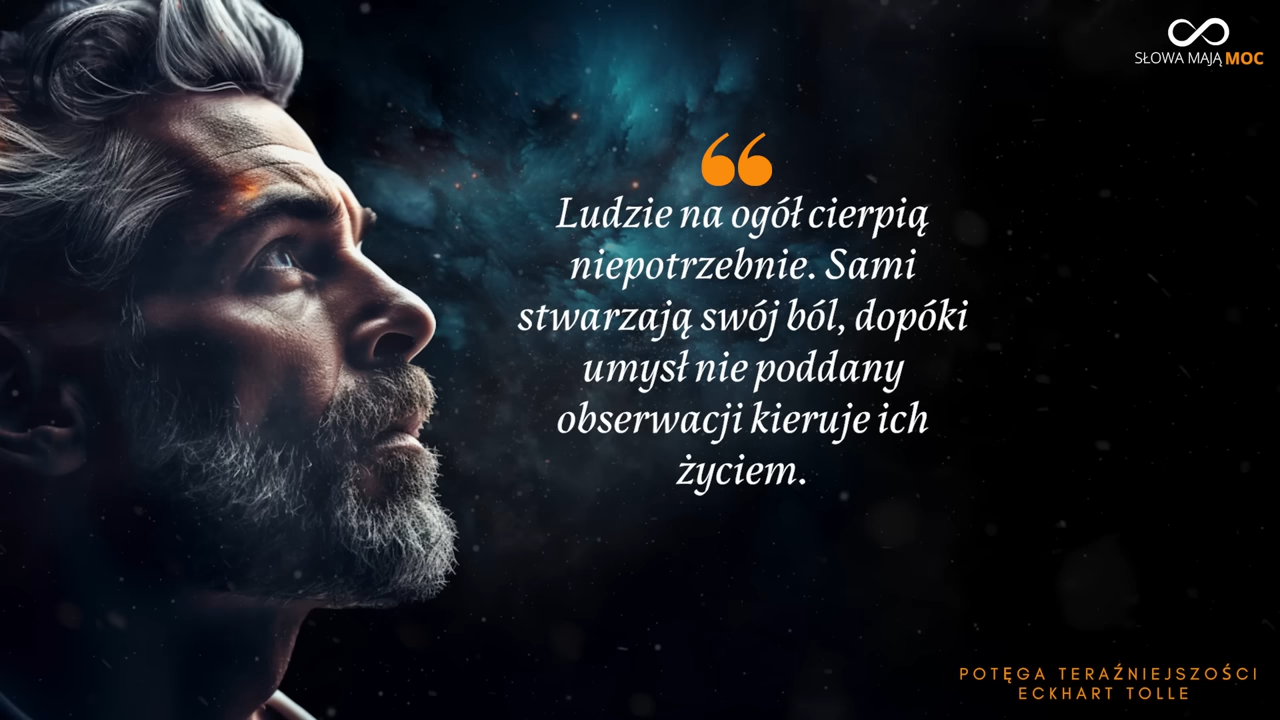 SŁOWA MAJĄ MOC
Ludzie na ogół cierpią
niepotrzebnie. Sami
stwarzają swój ból, dopóki
umysł nie poddany
obserwacji kieruje ich
życiem.
POTĘGA TERAŹNIEJSZOŚCI
ECKHART TOLLE